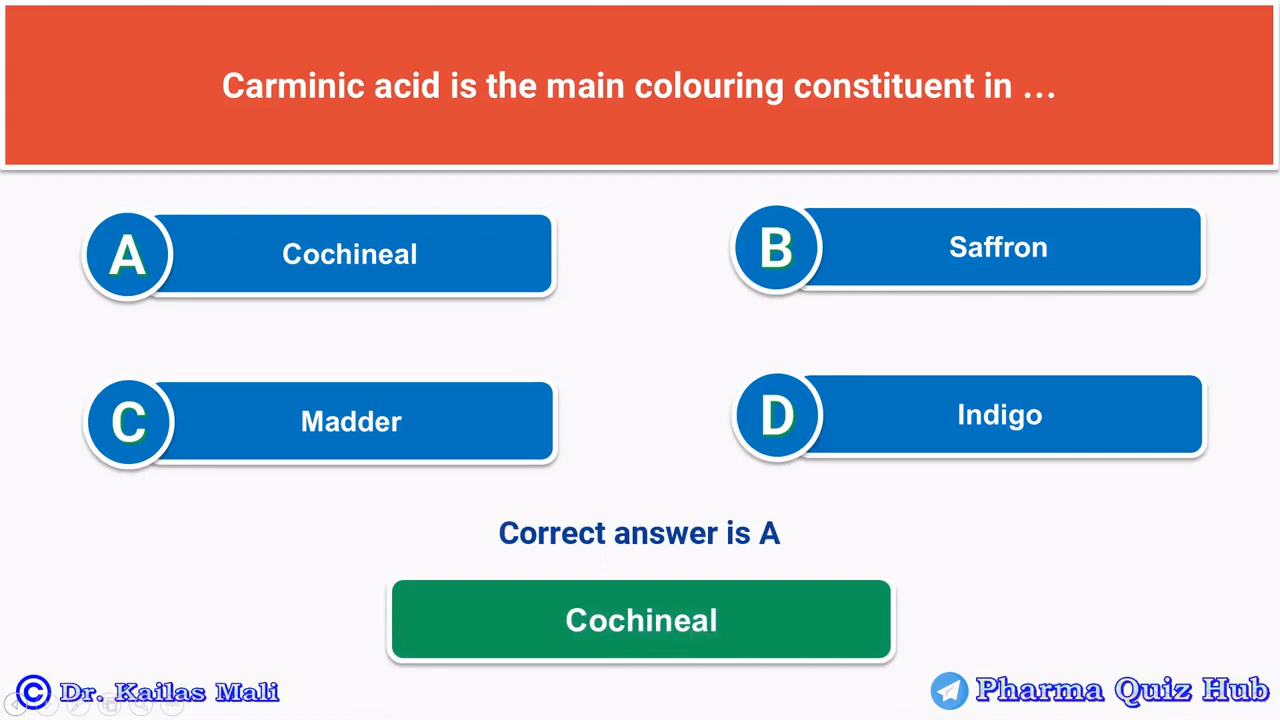 Carminic acid is the main colouring constituent in ...
A Cochineal
B Saffron
C Madder
D Indigo
Correct answer is A
Cochineal
© Dr. Kailas Mali
Pharma Quiz Hub